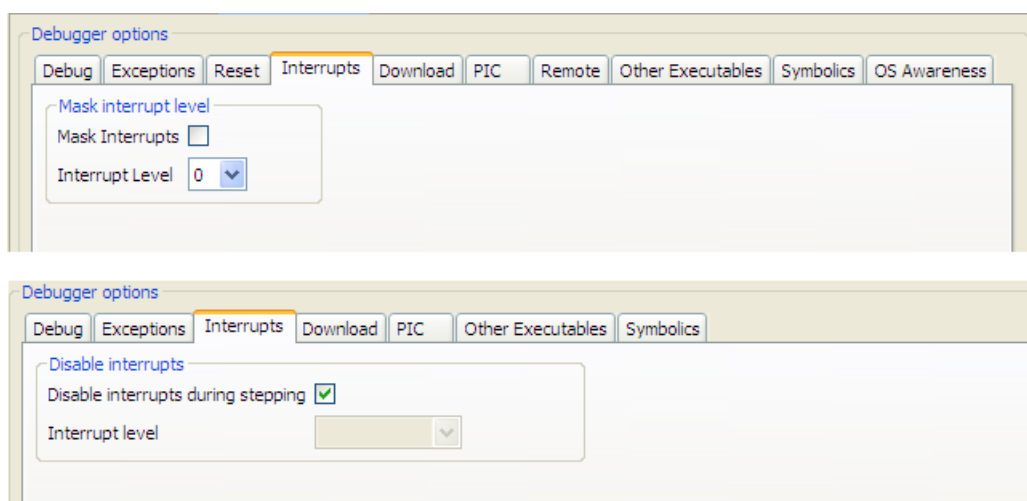 Debugger options
Debug Exceptions Reset Interrupts Download PIC Remote Other Executables Symbolics OS Awareness
Mask interrupt level
Mask Interrupts
Interrupt Level 0
Debugger options
Debug Exceptions Interrupts Download PIC Other Executables Symbolics
Disable interrupts
Disable interrupts during stepping
Interrupt level